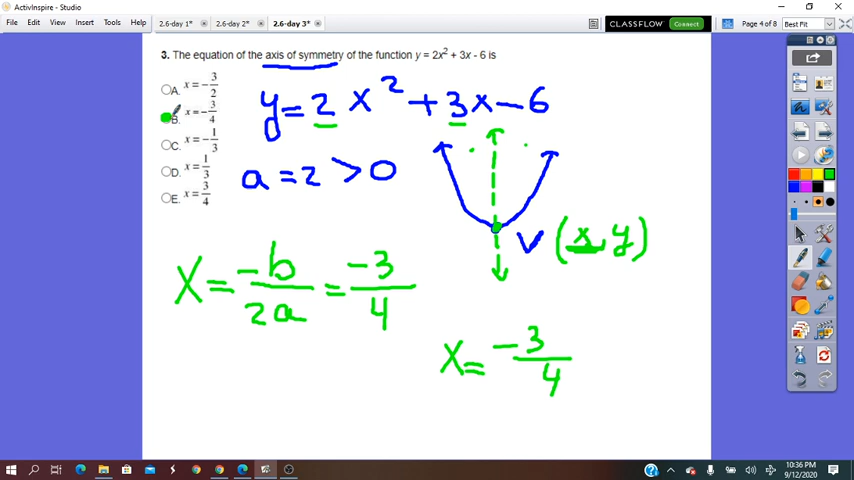 ActivInspire - Studio
File Edit View Insert Tools Help
2.6-day 1* 2.6-day 2* 2.6-day 3*
CLASSFLOW Connect
Page 4 of 8 Best Fit
3. The equation of the axis of symmetry of the function y = 2x² + 3x - 6 is
A. x = -3/2
B. x = -3/4
C. x = -1/3
D. x = 1/3
E. x = 3/4
y = 2x² + 3x - 6
a = 2 > 0
V (x, y)
X = -b/2a = -3/4
X = -3/4
10:36 PM
9/12/2020